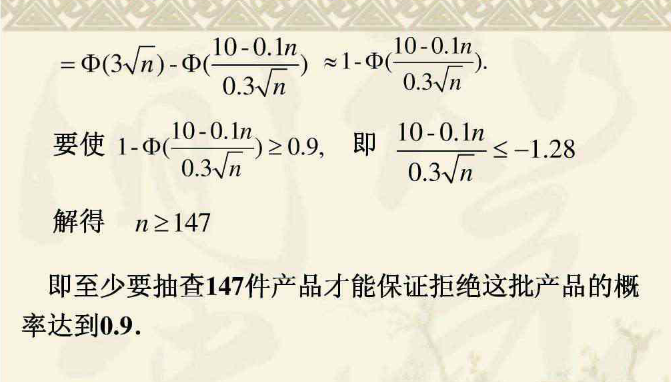 = Φ(3√n) - Φ((10-0.1n)/(0.3√n)) ≈ 1-Φ((10-0.1n)/(0.3√n)).
要使 1-Φ((10-0.1n)/(0.3√n)) ≥ 0.9, 即 (10-0.1n)/(0.3√n) ≤ -1.28
解得 n ≥ 147
即至少要抽查147件产品才能保证拒绝这批产品的概
率达到0.9.